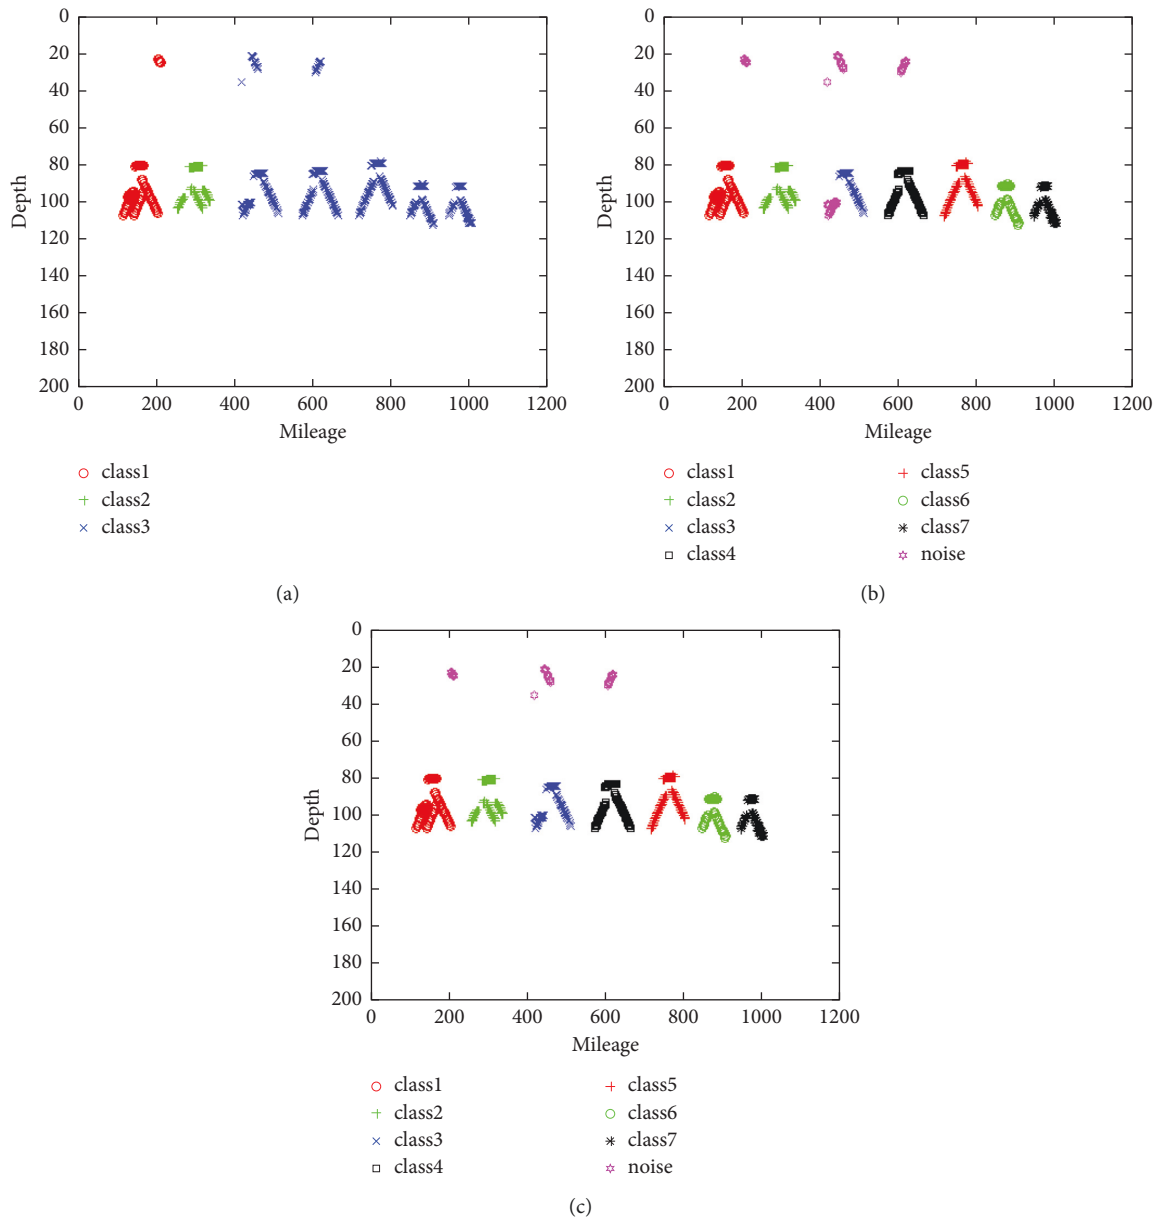 0
20
40
60
80
100
120
140
160
180
200
Depth
0 200 400 600 800 1000 1200
Mileage
class1
class2
class3
(a)
0
20
40
60
80
100
120
140
160
180
200
Depth
0 200 400 600 800 1000 1200
Mileage
class1 class5
class2 class6
class3 class7
class4 noise
(b)
0
20
40
60
80
100
120
140
160
180
200
Depth
0 200 400 600 800 1000 1200
Mileage
class1 class5
class2 class6
class3 class7
class4 noise
(c)